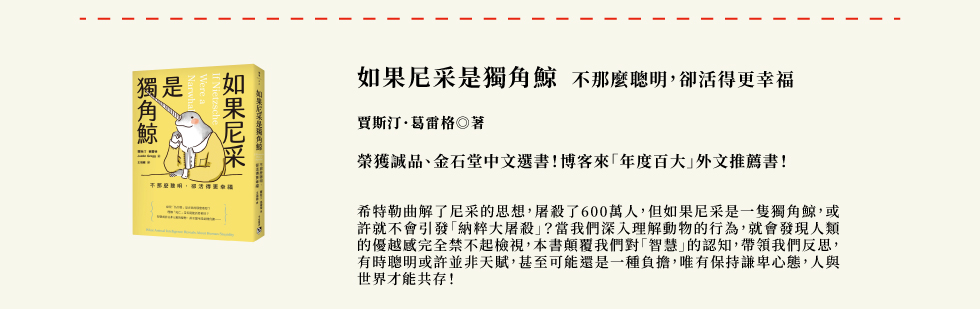 如果尼采是獨角鯨 不那麼聰明，卻活得更幸福
賈斯汀・葛雷格◎著
榮獲誠品、金石堂中文選書！博客來「年度百大」外文推薦書！
希特勒曲解了尼采的思想，屠殺了600萬人，但如果尼采是一隻獨角鯨，或
許就不會引發「納粹大屠殺」？當我們深入理解動物的行為，就會發現人類
的優越感完全禁不起檢視，本書顛覆我們對「智慧」的認知，帶領我們反思，
有時聰明或許並非天賦，甚至可能還是一種負擔，唯有保持謙卑心態，人與
世界才能共存！
如果尼采
是
獨角鯨
If Nietzsche
Were a
Narwhal
不那麼聰明，卻活得更幸福
如果尼采是獨角鯨